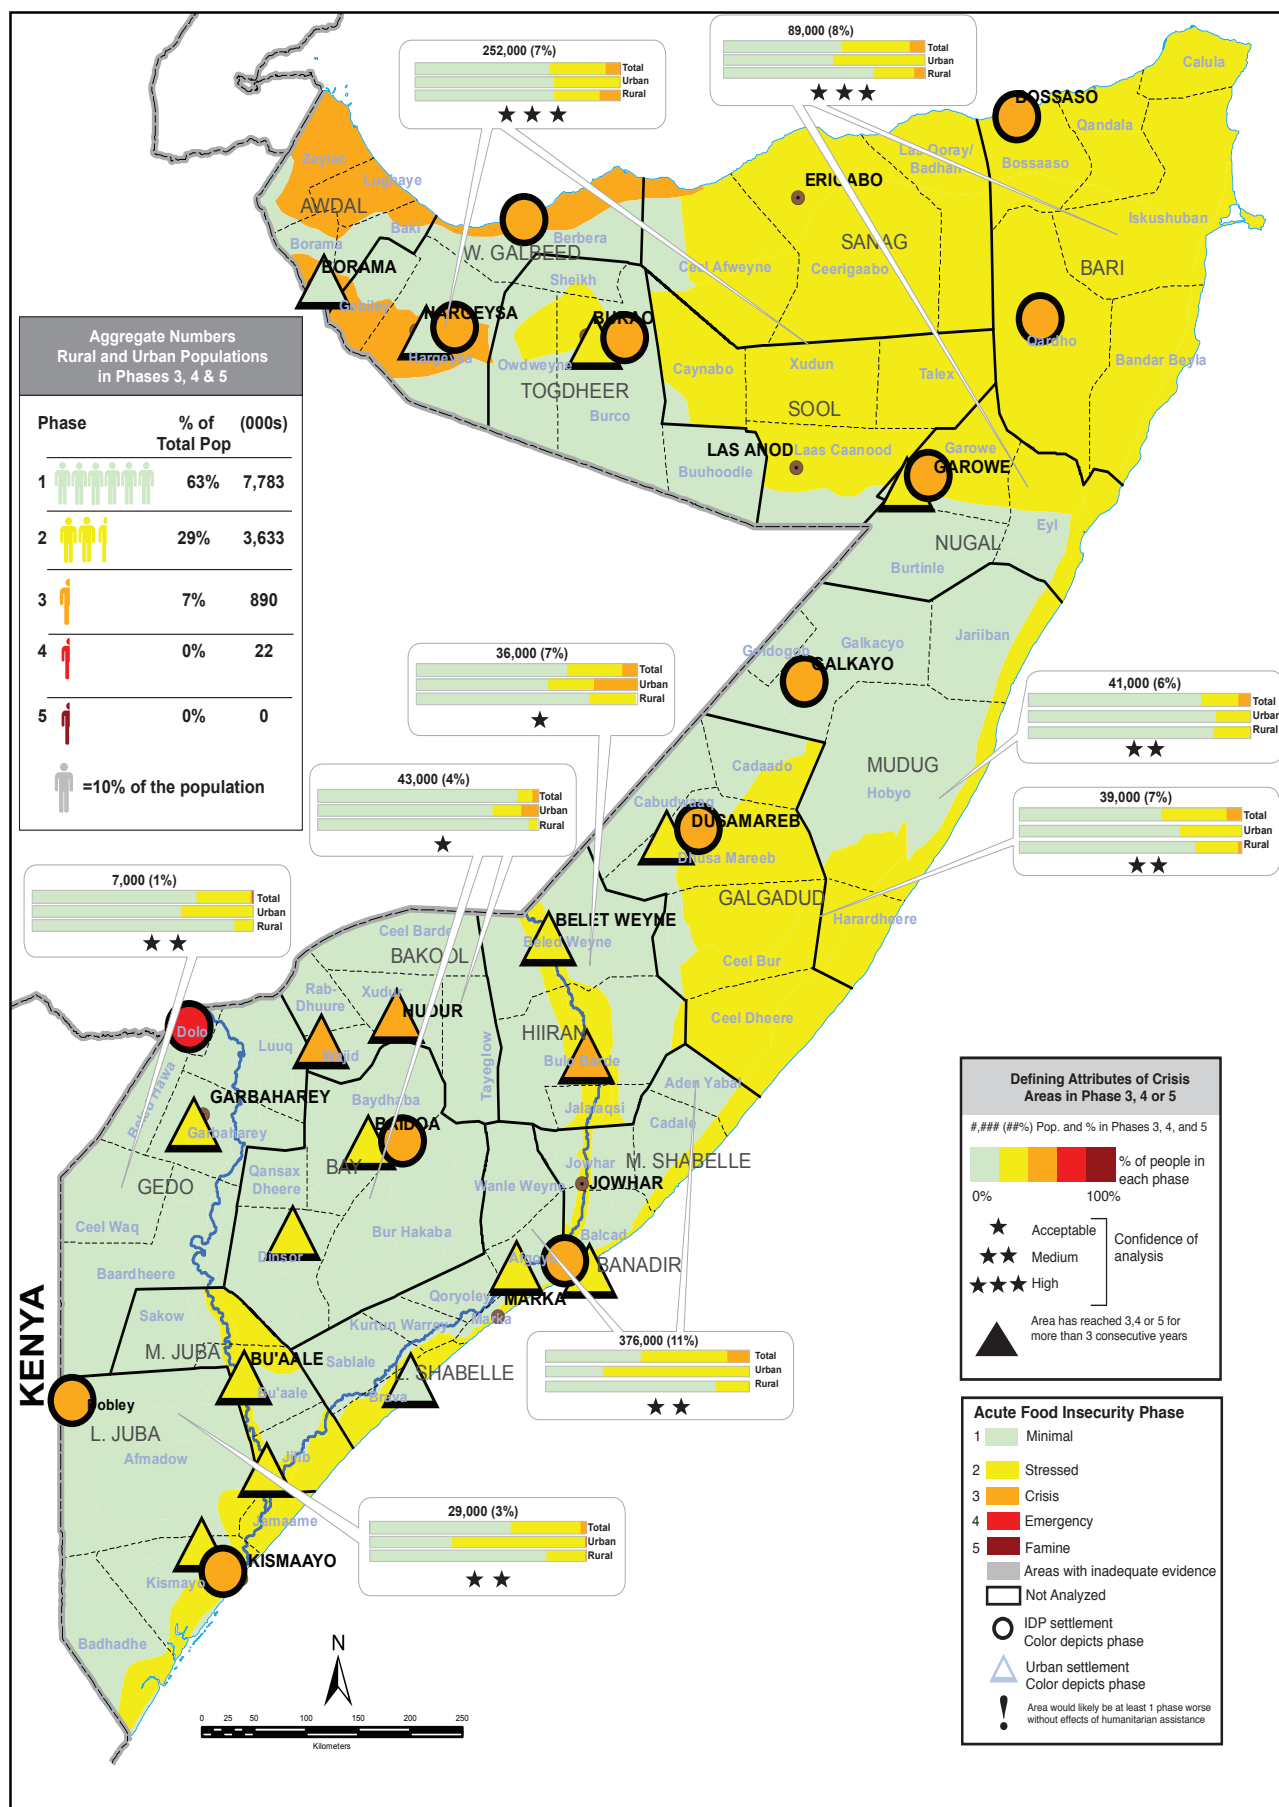 252,000 (7%)
Total
Urban
Rural
89,000 (8%)
Total
Urban
Rural
Calula
BOSSASO
Qandala
Bossaaso
Las Qoray/
Badhan
Zeylac
Lughaye
AWDAL
ERIGABO
Iskushuban
Baki
Borama
Berbera
W. GALBEED
SANAG
BORAMA
Ceel Afweyne
Ceerigaabo
BARI
Sheikh
Gebiley
HARGEYSA
BURAO
Qardho
Hargeysa
Owdweyne
Caynabo
Xudun
Talex
Bandar Beyla
TOGDHEER
SOOL
Burco
LAS ANOD
Laas Caanood
Garowe
GAROWE
Buuhoodle
Eyl
NUGAL
Burtinle
Aggregate Numbers
Rural and Urban Populations
in Phases 3, 4 & 5
Phase
% of
Total Pop
(000s)
1 63% 7,783
2 29% 3,633
3 7% 890
4 0% 22
5 0% 0
=10% of the population
Jariiban
Galkacyo
Goldogob
GALKAYO
36,000 (7%)
Total
Urban
Rural
41,000 (6%)
Total
Urban
Rural
MUDUG
Hobyo
Cadaado
43,000 (4%)
Total
Urban
Rural
39,000 (7%)
Total
Urban
Rural
Cabudwaaq
DUSAMAREB
Dhusa Mareeb
7,000 (1%)
Total
Urban
Rural
GALGADUD
Harardheere
BELET WEYNE
Beled Weyne
Ceel Barde
BAKOOL
Ceel Bur
Rab-
Dhuure
Xudur
HUDUR
Ceel Dheere
Dolo
Luuq
Wajid
HIIRAN
Bulo Barde
Tayeglow
Beled Hawa
GARBAHAREY
Garbaharey
Baydhaba
BAIDOA
Jalalaqsi
Aden Yabal
Cadale
Qansax
Dheere
BAY
Jowhar
M. SHABELLE
GEDO
Wanle Weyne
JOWHAR
Ceel Waq
Bur Hakaba
Balcad
Dinsor
Afgoye
BANADIR
Baardheere
Qoryoley
MARKA
Marka
Sakow
Kurtun Warrey
M. JUBA
BU'AALE
Sablale
L. SHABELLE
Bu'aale
Brava
376,000 (11%)
Total
Urban
Rural
KENYA
Dobley
L. JUBA
Afmadow
Jilib
Jamaame
29,000 (3%)
Total
Urban
Rural
KISMAAYO
Kismayo
Badhadhe
N
0 25 50 100 150 200 250
Kilometers
Defining Attributes of Crisis
Areas in Phase 3, 4 or 5
#,### (##%) Pop. and % in Phases 3, 4, and 5
% of people in
each phase
0% 100%
Acceptable
Medium
High
Confidence of
analysis
Area has reached 3,4 or 5 for
more than 3 consecutive years
Acute Food Insecurity Phase
1 Minimal
2 Stressed
3 Crisis
4 Emergency
5 Famine
Areas with inadequate evidence
Not Analyzed
IDP settlement
Color depicts phase
Urban settlement
Color depicts phase
! Area would likely be at least 1 phase worse
without effects of humanitarian assistance